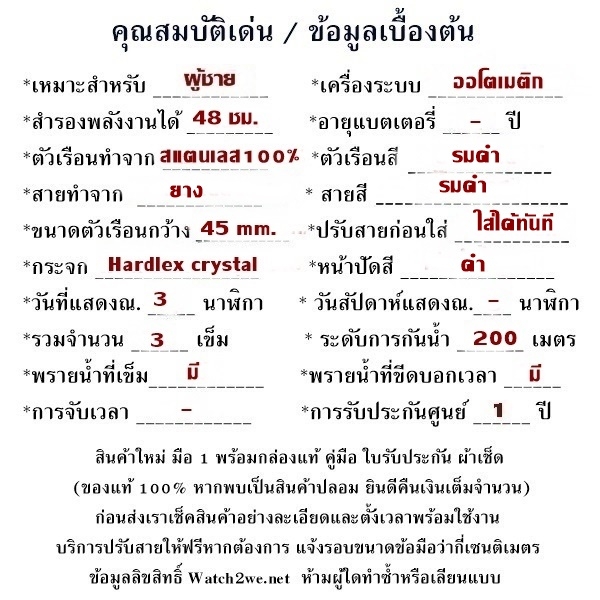 คุณสมบัติเด่น / ข้อมูลเบื้องต้น
*เหมาะสำหรับ ผู้ชาย *เครื่องระบบ ออโตเมติก
*สำรองพลังงานได้ 48 ชม. *อายุแบตเตอรี่ - ปี
*ตัวเรือนทำจาก สแตนเลส100% *ตัวเรือนสี รมดำ
*สายทำจาก ยาง * สายสี รมดำ
*ขนาดตัวเรือนกว้าง 45 mm. *ปรับสายก่อนใส่ ใส่ได้ทันที
*กระจก Hardlex crystal *หน้าปัดสี ดำ
*วันที่แสดงณ. 3 นาฬิกา * วันสัปดาห์แสดงณ. - นาฬิกา
*รวมจำนวน 3 เข็ม * ระดับการกันน้ำ 200 เมตร
*พรายน้ำที่เข็ม มี *พรายน้ำที่ขีดบอกเวลา มี
*การจับเวลา - *การรับประกันศูนย์ 1 ปี
สินค้าใหม่ มือ 1 พร้อมกล่องแท้ คู่มือ ใบรับประกัน ผ้าเช็ด
(ของแท้ 100% หากพบเป็นสินค้าปลอม ยินดีคืนเงินเต็มจำนวน)
ก่อนส่งเราเช็คสินค้าอย่างละเอียดและตั้งเวลาพร้อมใช้งาน
บริการปรับสายให้ฟรีหากต้องการ แจ้งรอบขนาดข้อมือว่ากี่เซนติเมตร
ข้อมูลลิขสิทธิ์ Watch2we.net ห้ามผู้ใดทำซ้ำหรือเลียนแบบ